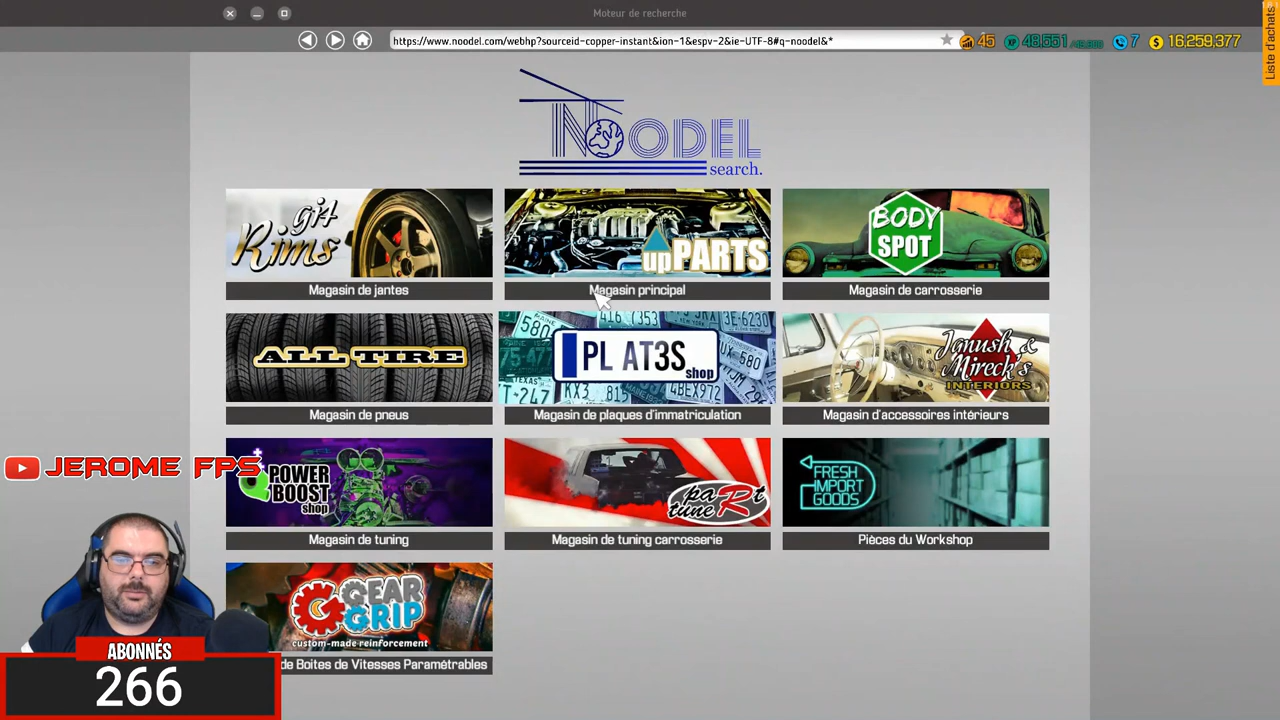 Moteur de recherche
https://www.noodel.com/webhp?sourceid-copper-instant&ion-1&espv-2&ie-UTF-8#q-noodel&*
45
48,551
7
16,259,377
Liste d'achats
NOODEL
search.
gj4
Rims
Magasin de jantes
upPARTS
Magasin principal
BODY
SPOT
Magasin de carrosserie
ALL TIRE
Magasin de pneus
PL AT3S
shop
Magasin de plaques d'immatriculation
Janush &
Mireck's
INTERIORS
Magasin d'accessoires intérieurs
JEROME FPS
POWER
BOOST
shop
Magasin de tuning
paRt
tune
Magasin de tuning carrosserie
FRESH
IMPORT
GOODS
Pièces du Workshop
GEAR
GRIP
custom-made reinforcement
de Boites de Vitesses Paramétrables
ABONNÉS
266